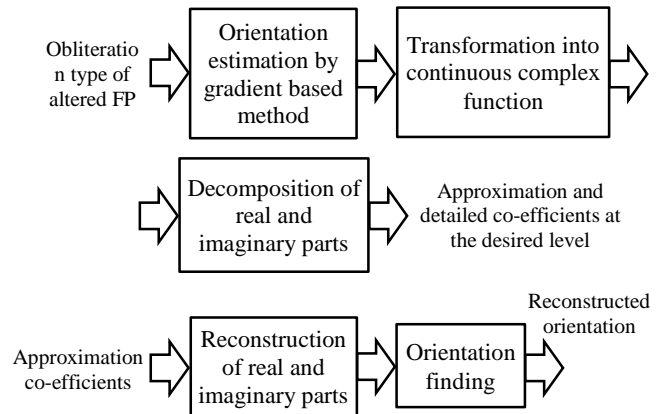 Obliteratio
n type of
altered FP
Orientation
estimation by
gradient based
method
Transformation into
continuous complex
function
Decomposition of
real and
imaginary parts
Approximation and
detailed co-efficients at
the desired level
Approximation
co-efficients
Reconstruction
of real and
imaginary parts
Orientation
finding
Reconstructed
orientation